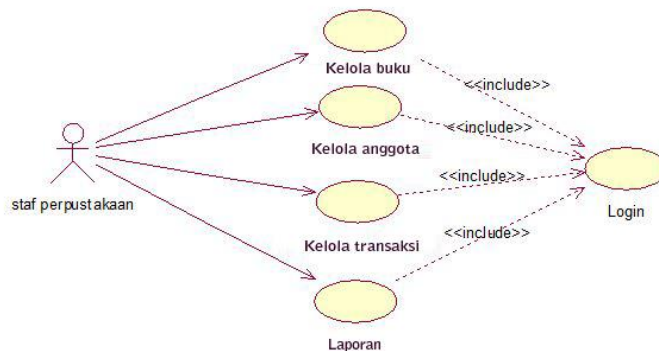 Kelola buku
<<include>>
Kelola anggota
<<include>>
staf perpustakaan
<<include>>
Login
Kelola transaksi
<<include>>
Laporan